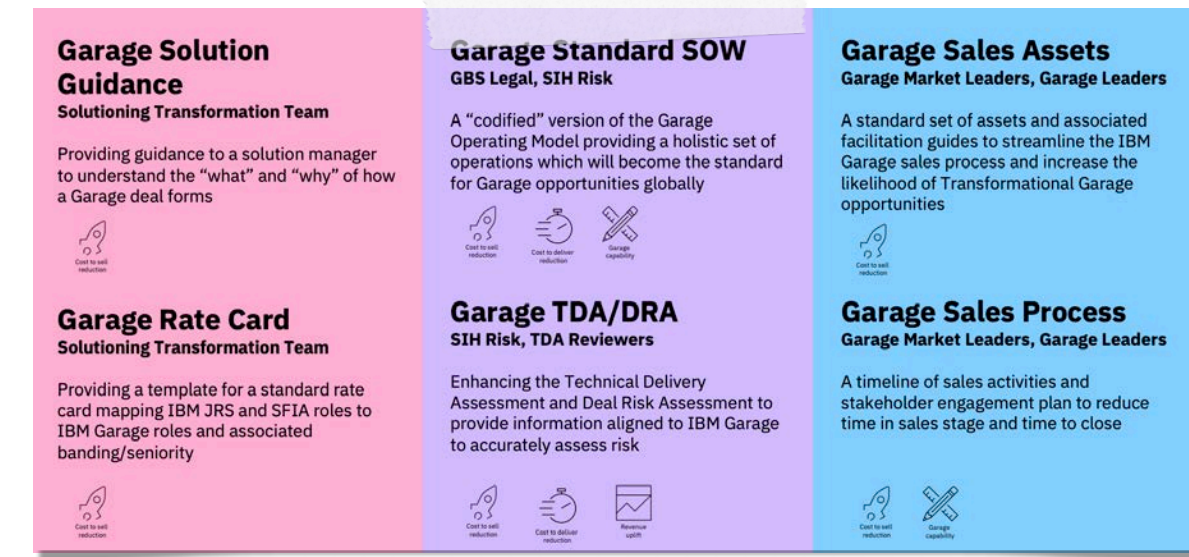 Garage Solution
Guidance
Solutioning Transformation Team
Providing guidance to a solution manager
to understand the “what” and “why” of how
a Garage deal forms
Cost to sell
reduction
Garage Rate Card
Solutioning Transformation Team
Providing a template for a standard rate
card mapping IBM JRS and SFIA roles to
IBM Garage roles and associated
banding/seniority
Cost to sell
reduction
Garage Standard SOW
GBS Legal, SIH Risk
A “codified” version of the Garage
Operating Model providing a holistic set of
operations which will become the standard
for Garage opportunities globally
Cost to sell
reduction
Cost to deliver
reduction
Garage
capability
Garage TDA/DRA
SIH Risk, TDA Reviewers
Enhancing the Technical Delivery
Assessment and Deal Risk Assessment to
provide information aligned to IBM Garage
to accurately assess risk
Cost to sell
reduction
Cost to deliver
reduction
Revenue
uplift
Garage Sales Assets
Garage Market Leaders, Garage Leaders
A standard set of assets and associated
facilitation guides to streamline the IBM
Garage sales process and increase the
likelihood of Transformational Garage
opportunities
Cost to sell
reduction
Garage Sales Process
Garage Market Leaders, Garage Leaders
A timeline of sales activities and
stakeholder engagement plan to reduce
time in sales stage and time to close
Cost to sell
reduction
Garage
capability